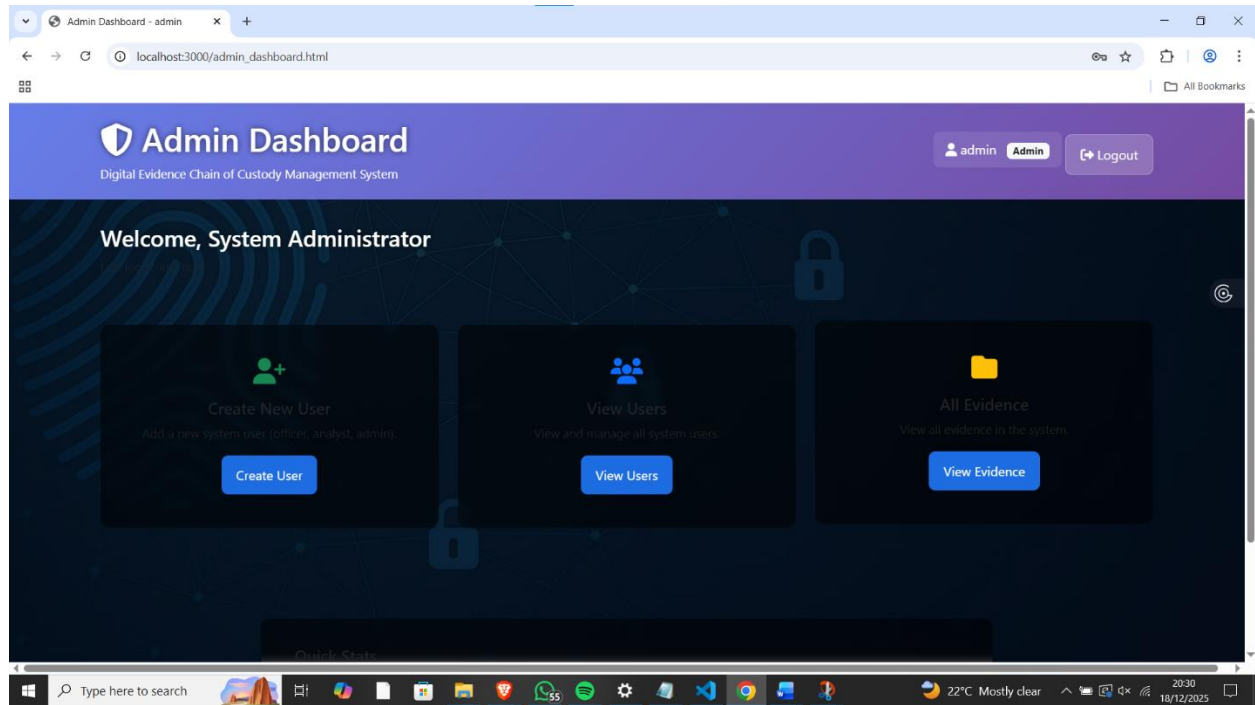 Admin Dashboard - admin
localhost:3000/admin_dashboard.html
All Bookmarks
Admin Dashboard
Digital Evidence Chain of Custody Management System
admin Admin
Logout
Welcome, System Administrator
Create New User
Add a new system user (officer, analyst, admin).
Create User
View Users
View and manage all system users.
View Users
All Evidence
View all evidence in the system.
View Evidence
Quick Stats
Type here to search
55
22°C Mostly clear
20:30
18/12/2025